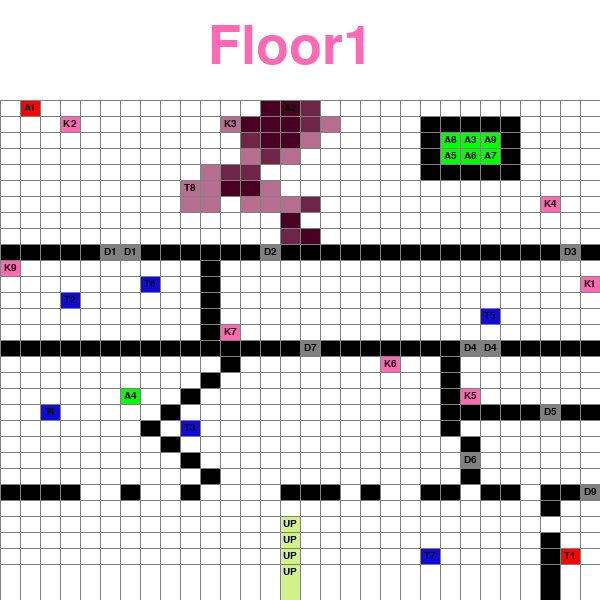 Floor1
A1 A2
K2 K3
A8 A3 A9
A5 A6 A7
T8
K4
D1 D1 D2 D3
K9
T6 K1
T2
T5
K7
D7 D4 D4
K6
A4 K5
T4 D5
T3
D6
D9
UP
UP
UP T7 T1
UP